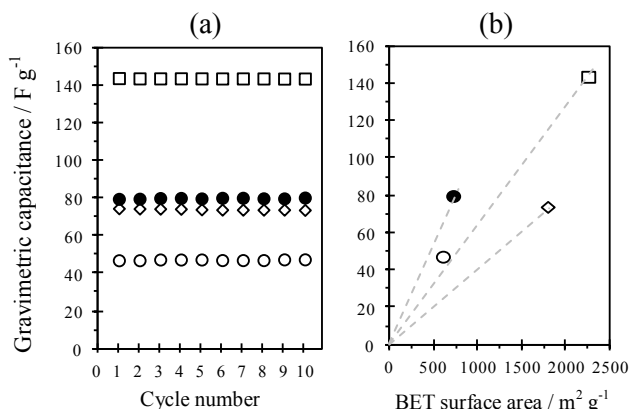 (a)
(b)
Gravimetric capacitance / F g-1
160
140
120
100
80
60
40
20
0
0 1 2 3 4 5 6 7 8 9 10
Cycle number
160
140
120
100
80
60
40
20
0
0 500 1000 1500 2000 2500
BET surface area / m² g-1